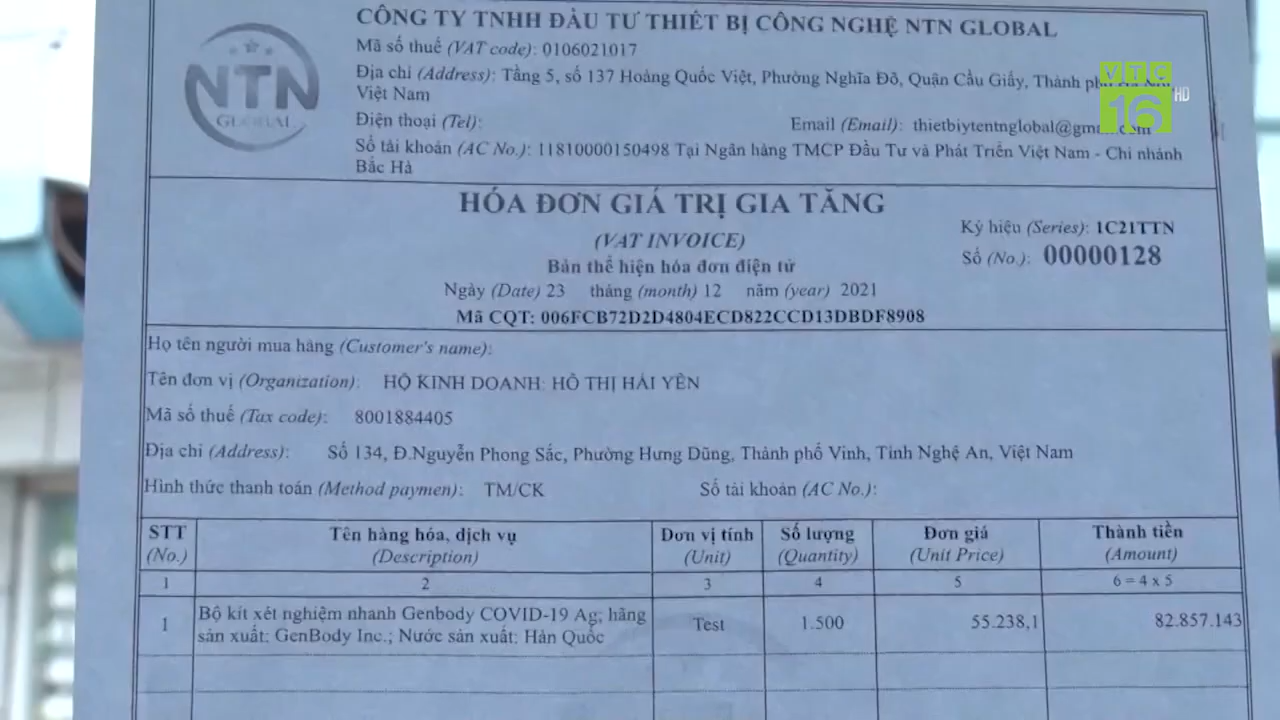 NTN
GLOBAL
CÔNG TY TNHH ĐẦU TƯ THIẾT BỊ CÔNG NGHỆ NTN GLOBAL
Mã số thuế (VAT code): 0106021017
Địa chỉ (Address): Tầng 5, số 137 Hoàng Quốc Việt, Phường Nghĩa Đô, Quận Cầu Giấy, Thành
Việt Nam
Điện thoại (Tel):
Email (Email): thietbiytentnglobal@gm
Số tài khoản (AC No.): 11810000150498 Tại Ngân hàng TMCP Đầu Tư và Phát Triển Việt Nam - Chi nhánh
Bắc Hà
VTC
16
HD
HÓA ĐƠN GIÁ TRỊ GIA TĂNG
(VAT INVOICE)
Bản thể hiện hóa đơn điện tử
Ngày (Date) 23 tháng (month) 12 năm (year) 2021
Mã CQT: 006FCB72D2D4804ECD822CCD13DBDF8908
Ký hiệu (Series): 1C21TTN
Số (No.): 00000128
Họ tên người mua hàng (Customer's name):
Tên đơn vị (Organization): HỘ KINH DOANH: HỒ THỊ HẢI YẾN
Mã số thuế (Tax code): 8001884405
Địa chỉ (Address): Số 134, Đ.Nguyễn Phong Sắc, Phường Hưng Dũng, Thành phố Vinh, Tỉnh Nghệ An, Việt Nam
Hình thức thanh toán (Method paymen): TM/CK Số tài khoản (AC No.):
STT Tên hàng hóa, dịch vụ Đơn vị tính Số lượng Đơn giá Thành tiền
(No.) (Description) (Unit) (Quantity) (Unit Price) (Amount)
1 2 3 4 5 6 = 4 x 5
1 Bộ kít xét nghiệm nhanh Genbody COVID-19 Ag; hãng Test 1.500 55.238,1 82.857.143
sản xuất: GenBody Inc.; Nước sản xuất: Hàn Quốc